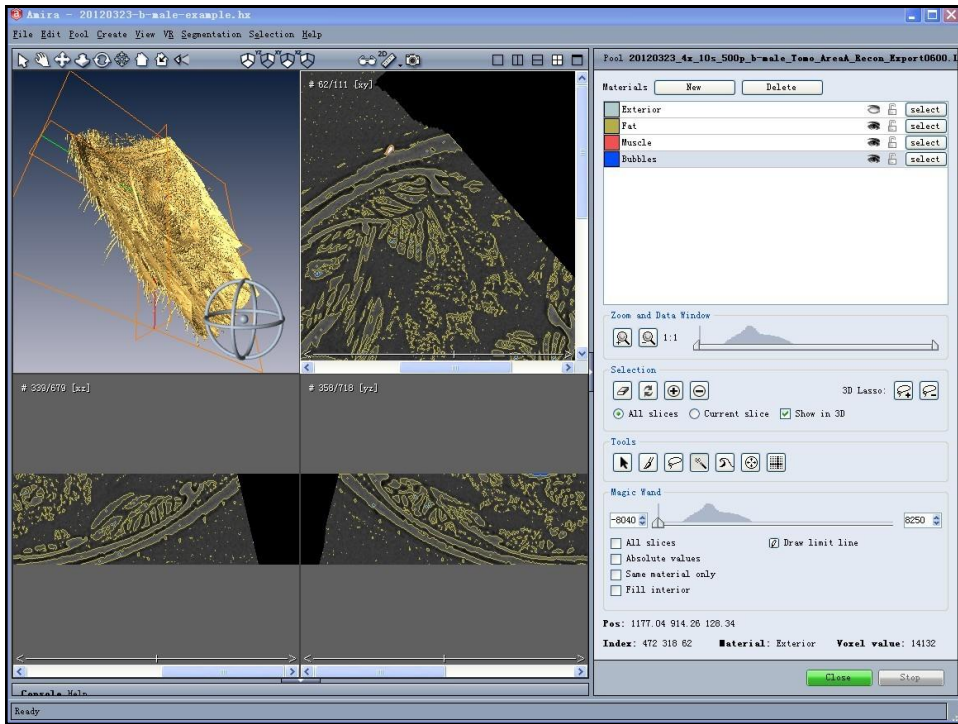 Amira - 20120323-b-male-example.hx
File Edit Pool Create View VR Segmentation Selection Help
2D
# 62/111 [xy]
# 339/679 [xz]
# 358/718 [yz]
Console Help
Ready
Pool 20120323_4x_10s_500p_b-male_Tomo_AreaA_Recon_Export0600.1
Materials New Delete
Exterior select
Fat select
Muscle select
Bubbles select
Zoom and Data Window
1:1
Selection
3D Lasso:
All slices Current slice Show in 3D
Tools
Magic Wand
-8040 8250
All slices Draw limit line
Absolute values
Same material only
Fill interior
Pos: 1177.04 914.26 128.34
Index: 472 318 62 Material: Exterior Voxel value: 14132
Close Stop